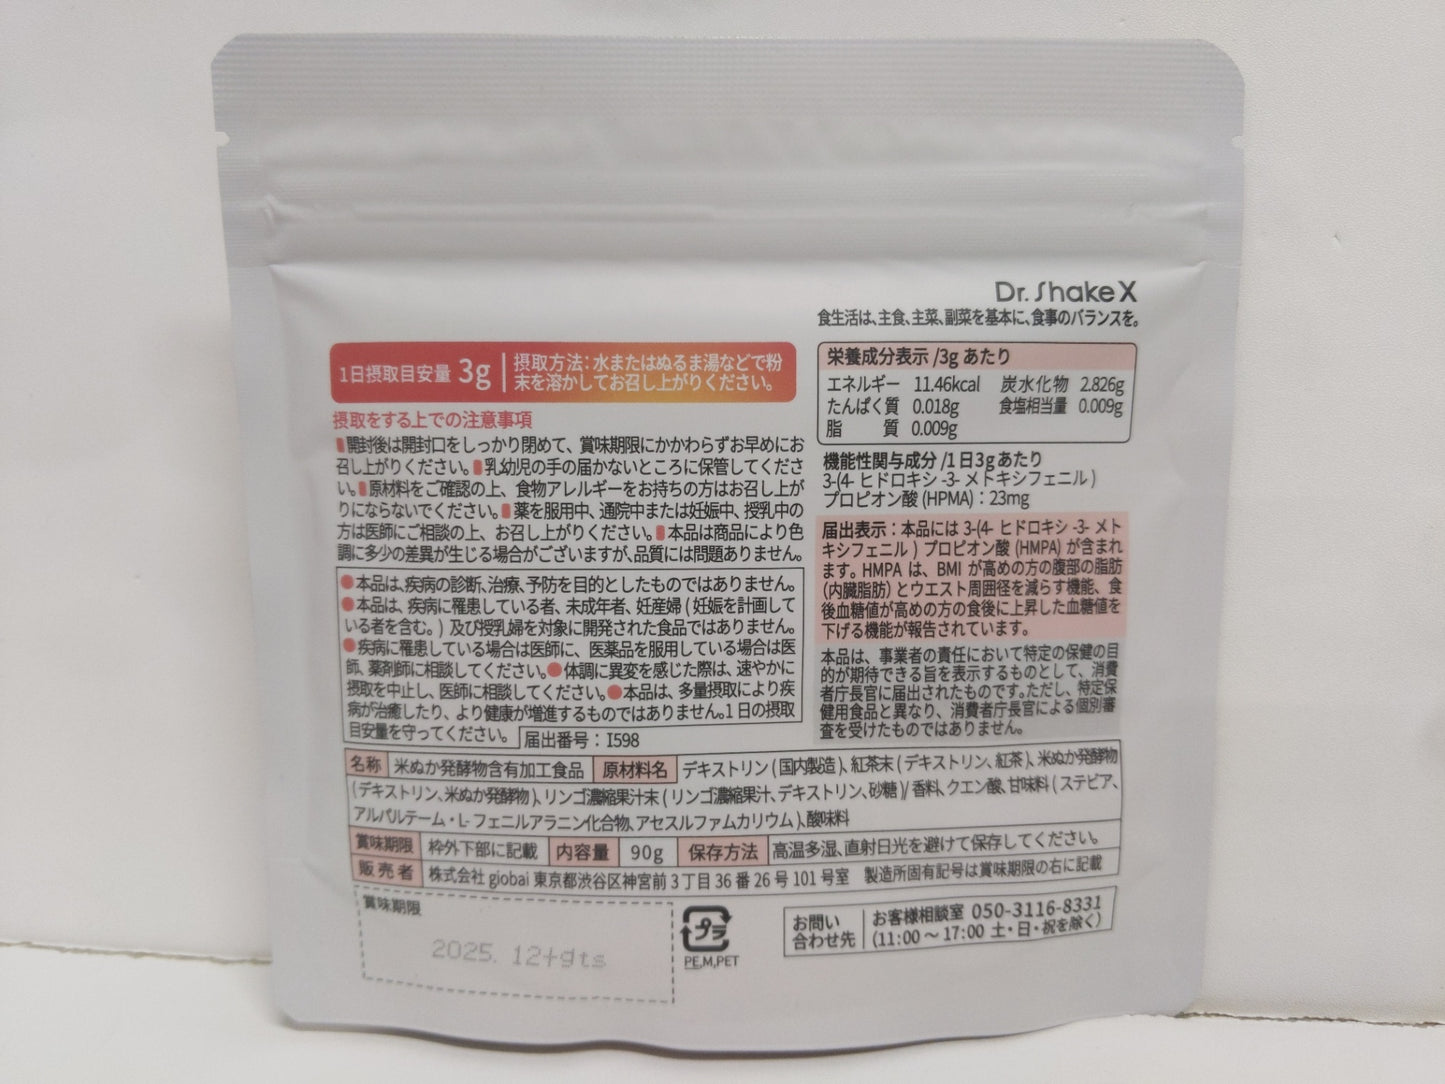 Dr. Shake X
食生活は、主食、主菜、副菜を基本に、食事のバランスを。
1日摂取目安量 3g
摂取方法：水またはぬるま湯などで粉
末を溶かしてお召し上がりください。
摂取をする上での注意事項
開封後は開封口をしっかり閉めて、賞味期限にかかわらずお早めにお
召し上がりください。乳幼児の手の届かないところに保管してくださ
い。原材料をご確認の上、食物アレルギーをお持ちの方はお召し上が
りにならないでください。薬を服用中、通院中または妊娠中、授乳中の
方は医師にご相談の上、お召し上がりください。本品は商品により色
調に多少の差異が生じる場合がございますが、品質には問題ありません。
●本品は、疾病の診断、治療、予防を目的としたものではありません。
●本品は、疾病に罹患している者、未成年者、妊産婦(妊娠を計画して
いる者を含む。)及び授乳婦を対象に開発された食品ではありません。
●疾病に罹患している場合は医師に、医薬品を服用している場合は医
師、薬剤師に相談してください。●体調に異変を感じた際は、速やかに
摂取を中止し、医師に相談してください。●本品は、多量摂取により疾
病が治癒したり、より健康が増進するものではありません。1日の摂取
目安量を守ってください。
届出番号：I598
栄養成分表示 /3gあたり
エネルギー 11.46kcal 炭水化物 2.826g
たんぱく質 0.018g 食塩相当量 0.009g
脂 質 0.009g
機能性関与成分 /1日3gあたり
3-(4- ヒドロキシ -3- メトキシフェニル)
プロピオン酸 (HPMA)：23mg
届出表示：本品には 3-(4- ヒドロキシ -3- メト
キシフェニル ) プロピオン酸 (HMPA) が含まれ
ます。HMPA は、BMI が高めの方の腹部の脂肪
（内臓脂肪）とウエスト周囲径を減らす機能、食
後血糖値が高めの方の食後に上昇した血糖値を
下げる機能が報告されています。
本品は、事業者の責任において特定の保健の目
的が期待できる旨を表示するものとして、消費
者庁長官に届出されたものです。ただし、特定保
健用食品と異なり、消費者庁長官による個別審
査を受けたものではありません。
名称 米ぬか発酵物含有加工食品 原材料名 デキストリン(国内製造)、紅茶末(デキストリン、紅茶)、米ぬか発酵物
(デキストリン、米ぬか発酵物)、リンゴ濃縮果汁末(リンゴ濃縮果汁、デキストリン、砂糖)/香料、クエン酸、甘味料(ステビア、
アルパルテーム・L-フェニルアラニン化合物、アセスルファムカリウム)、酸味料
賞味期限 枠外下部に記載 内容量 90g 保存方法 高温多湿、直射日光を避けて保存してください。
販売者 株式会社 giobai 東京都渋谷区神宮前3丁目36番26号101号室 製造所固有記号は賞味期限の右に記載
賞味期限
2025. 12+gts
プラ
PE,M,PET
お問い
合わせ先
お客様相談室 050-3116-8331
(11:00～17:00 土・日・祝を除く)